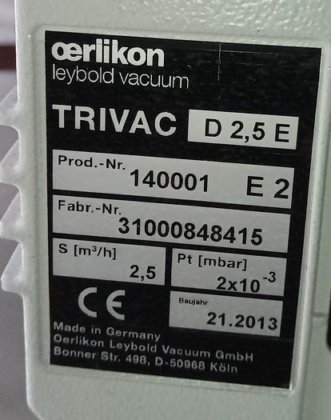 oerlikon
leybold vacuum
TRIVAC D 2,5 E
Prod.-Nr. 140001 E 2
Fabr.-Nr. 31000848415
S [m³/h] 2,5
Pt [mbar] 2x10⁻³
Baujahr 21.2013
CE
Made in Germany
Oerlikon Leybold Vacuum GmbH
Bonner Str. 498, D-50968 Köln